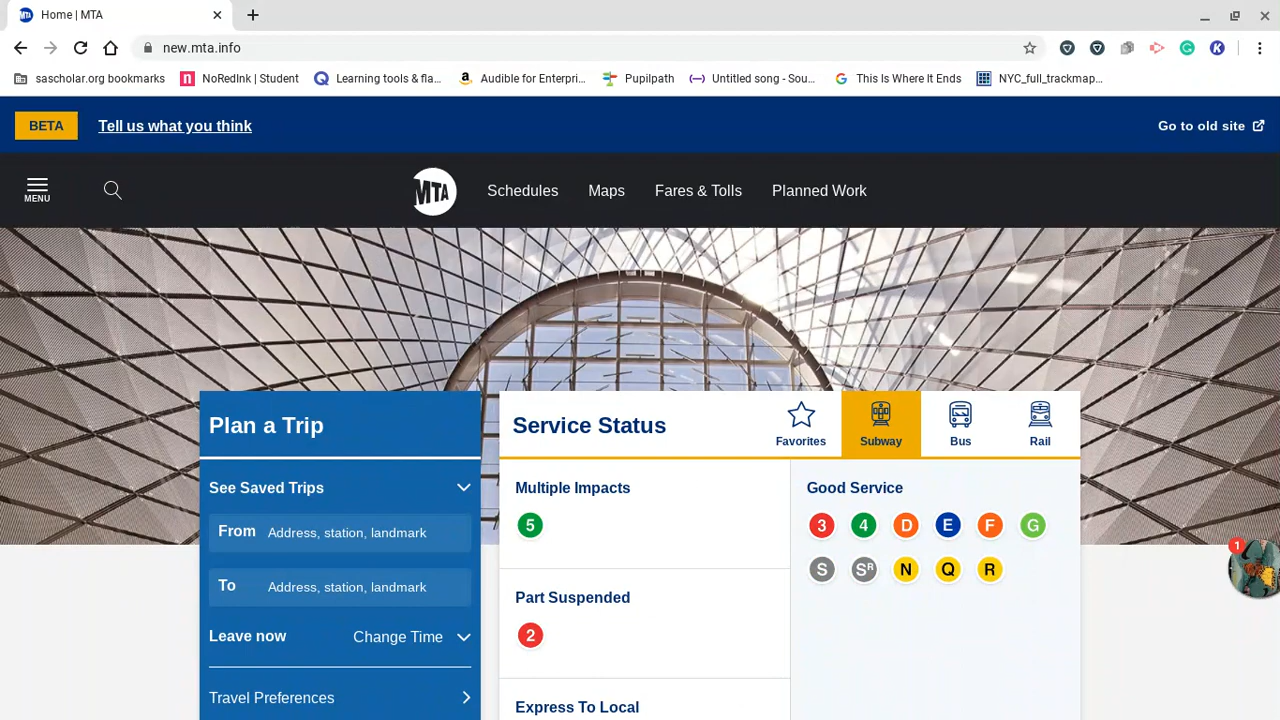 Home | MTA
new.mta.info
sascholar.org bookmarks
NoRedInk | Student
Learning tools & fla...
Audible for Enterpri...
Pupilpath
Untitled song - Sou...
This Is Where It Ends
NYC_full_trackmap...
BETA
Tell us what you think
Go to old site
MENU
MTA
Schedules
Maps
Fares & Tolls
Planned Work
Plan a Trip
See Saved Trips
From Address, station, landmark
To Address, station, landmark
Leave now Change Time
Travel Preferences
Service Status
Favorites
Subway
Bus
Rail
Multiple Impacts
5
Part Suspended
2
Express To Local
Good Service
3 4 D E F G
S SR N Q R
1